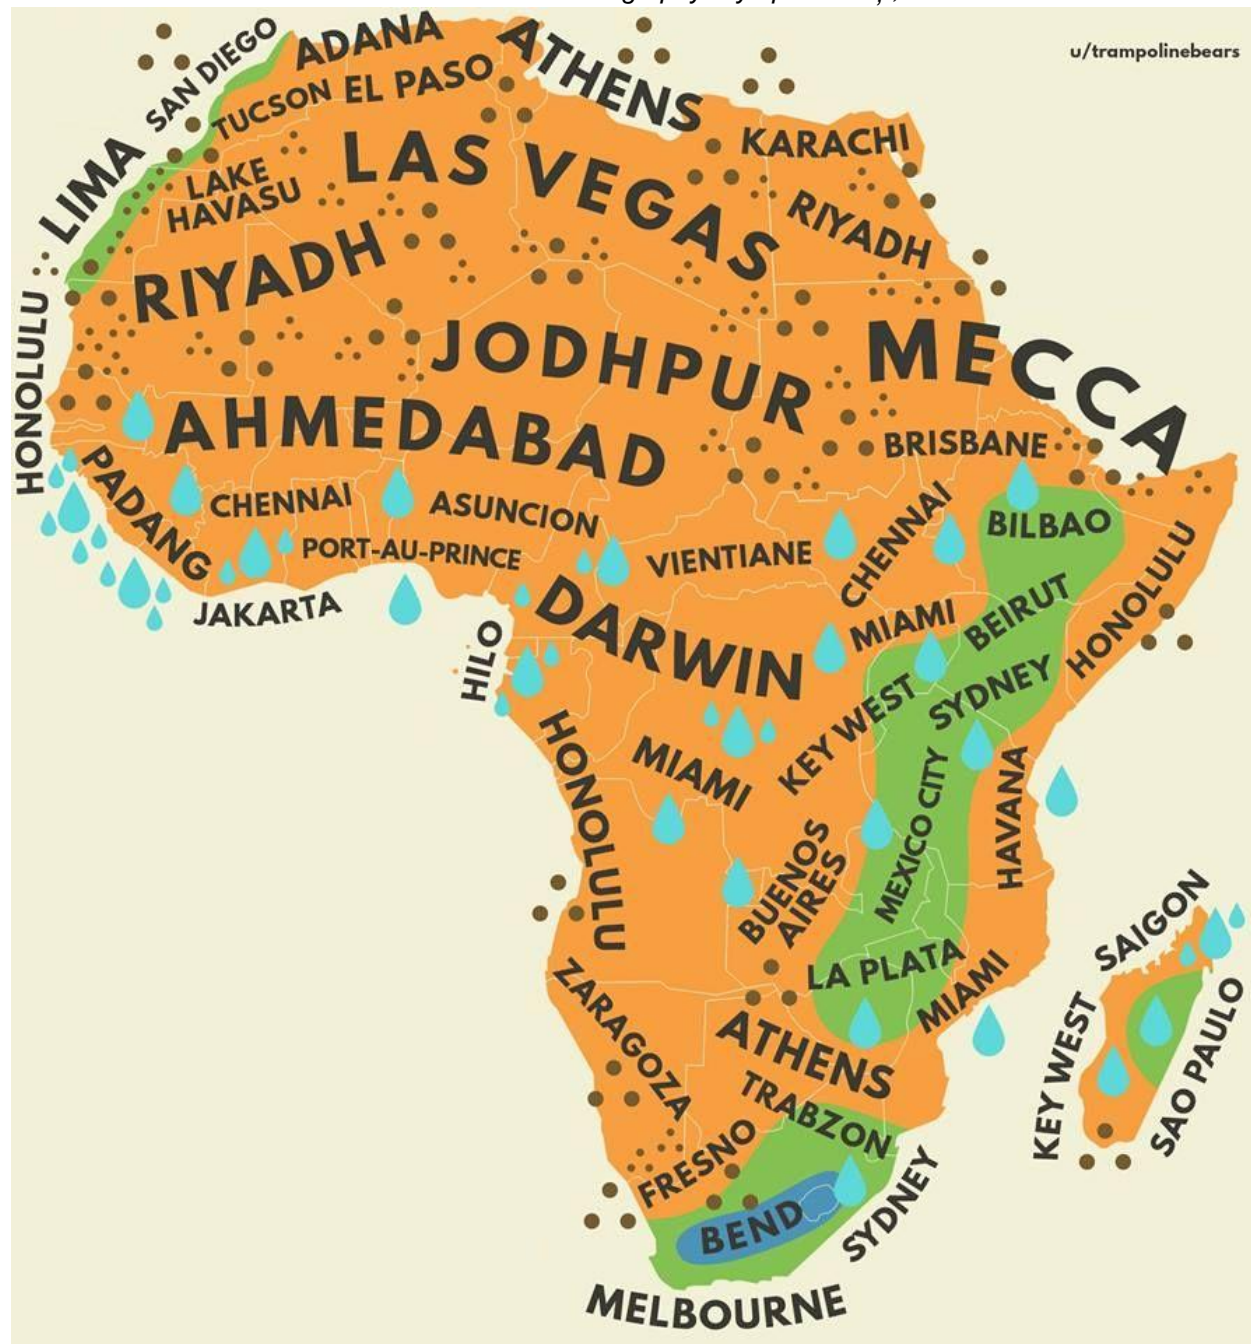 u/trampolinebears
SAN DIEGO
ADANA
ATHENS
TUCSON
EL PASO
LIMA
LAKE
HAVASU
LAS VEGAS
KARACHI
RIYADH
RIYADH
HONOLULU
JODHPUR
MECCA
AHMEDABAD
BRISBANE
PADANG
CHENNAI
ASUNCION
CHENNAI
BILBAO
PORT-AU-PRINCE
VIENTIANE
JAKARTA
DARWIN
MIAMI
BEIRUT
HONOLULU
HILO
KEY WEST
SYDNEY
HONOLULU
MIAMI
MEXICO CITY
HAVANA
BUENOS
AIRES
LA PLATA
MIAMI
SAIGON
ZARAGOZA
ATHENS
KEY WEST
SAO PAULO
TRABZON
FRESNO
BEND
SYDNEY
MELBOURNE